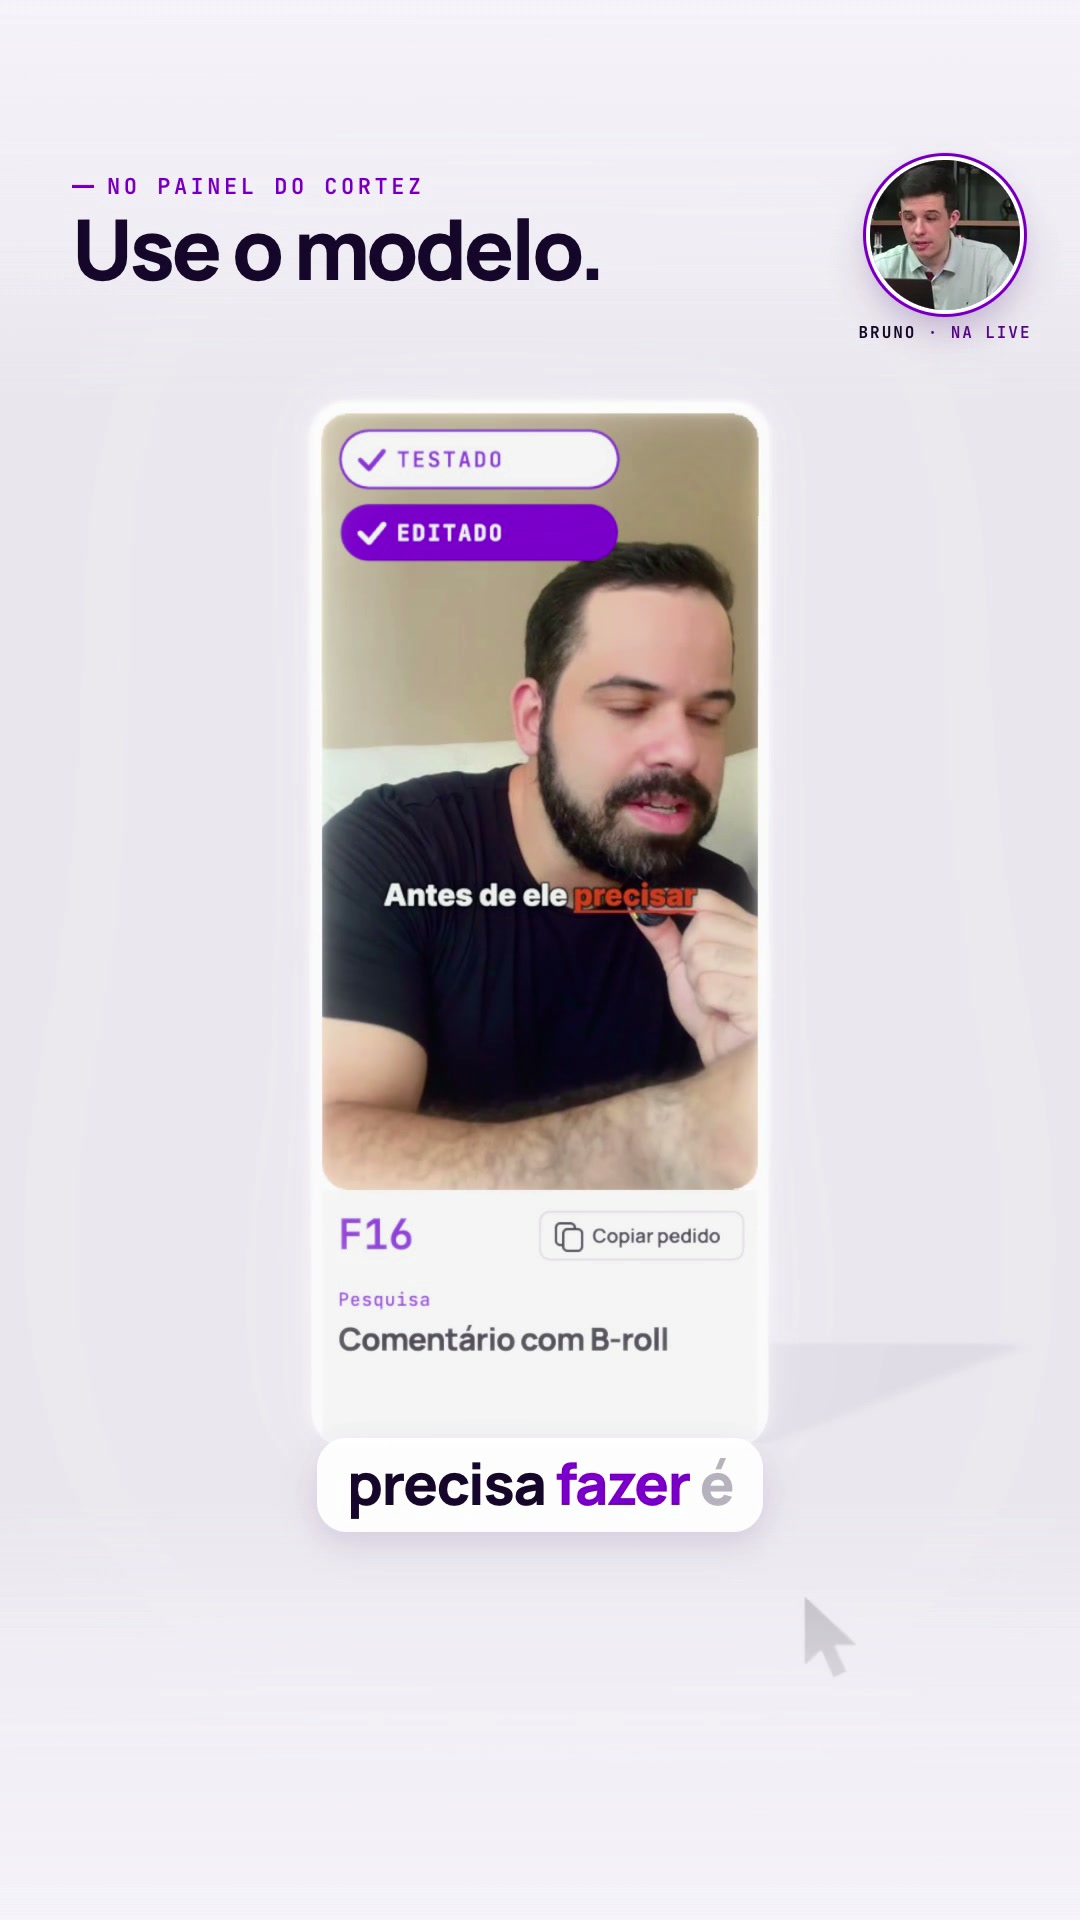 — NO PAINEL DO CORTEZ
Use o modelo.
BRUNO · NA LIVE
TESTADO
EDITADO
Antes de ele precisar
F16
Copiar pedido
Pesquisa
Comentário com B-roll
precisa fazer é